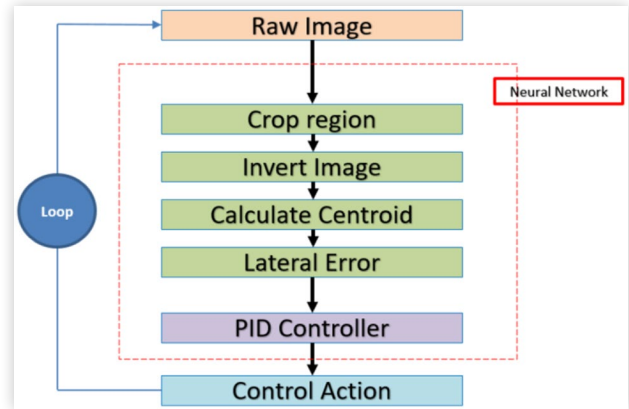 Raw Image
Neural Network
Crop region
Invert Image
Calculate Centroid
Loop
Lateral Error
PID Controller
Control Action